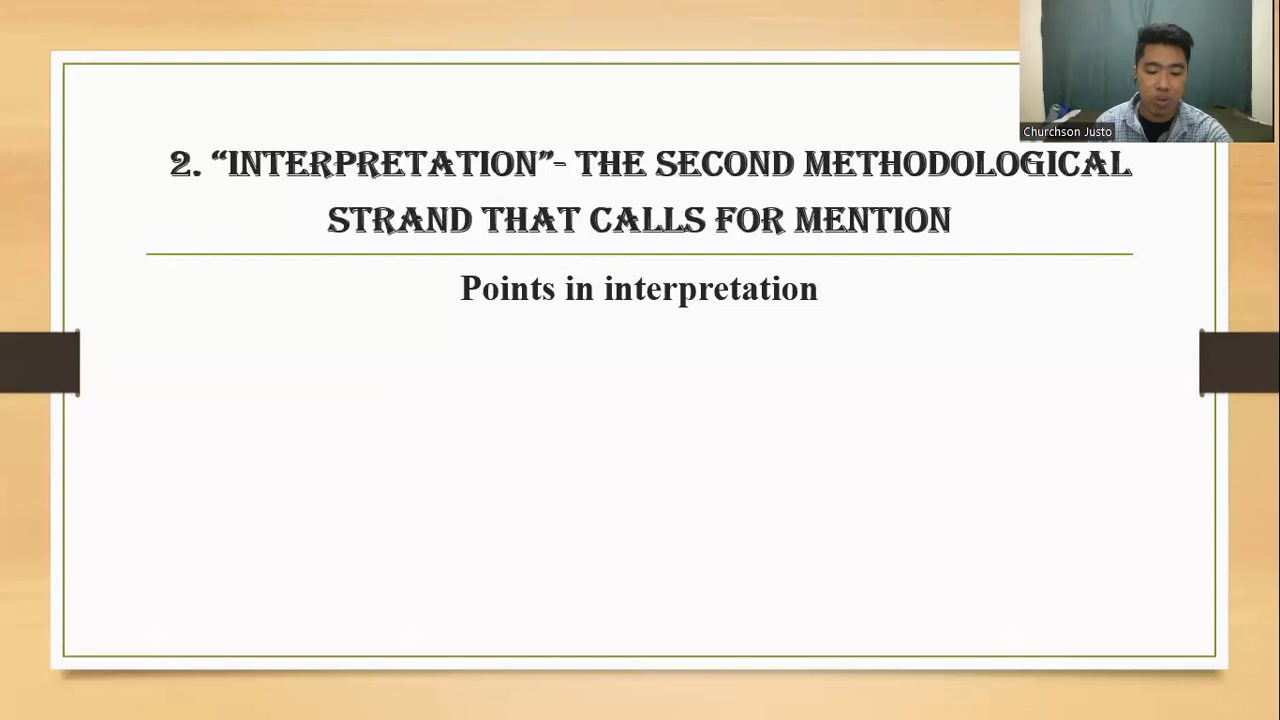 Churchson Justo
2. “INTERPRETATION”- THE SECOND METHODOLOGICAL
STRAND THAT CALLS FOR MENTION
Points in interpretation